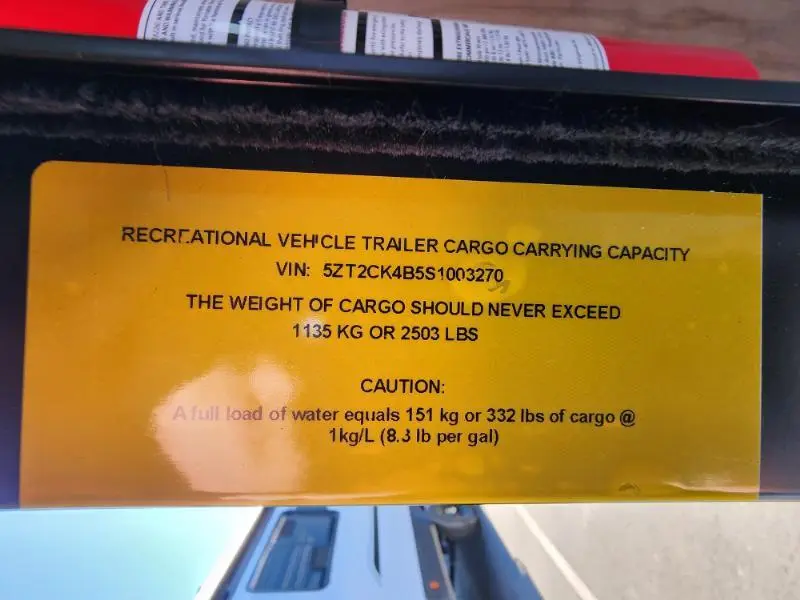 RECREATIONAL VEHICLE TRAILER CARGO CARRYING CAPACITY
VIN: 5ZT2CK4B5S1003270
THE WEIGHT OF CARGO SHOULD NEVER EXCEED
1135 KG OR 2503 LBS
CAUTION:
A full load of water equals 151 kg or 332 lbs of cargo @
1kg/L (8.3 lb per gal)